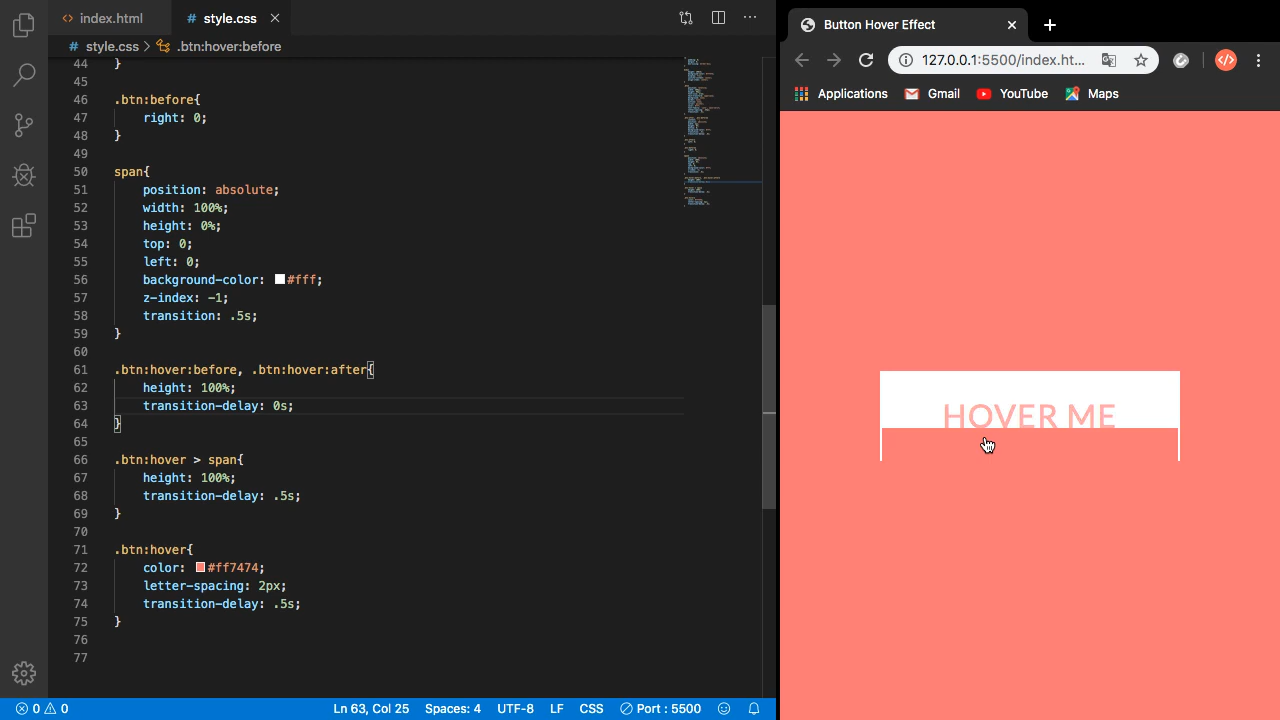 index.html
# style.css
# style.css > .btn:hover:before
44 }
45
46 .btn:before{
47 right: 0;
48 }
49
50 span{
51 position: absolute;
52 width: 100%;
53 height: 0%;
54 top: 0;
55 left: 0;
56 background-color: #fff;
57 z-index: -1;
58 transition: .5s;
59 }
60
61 .btn:hover:before, .btn:hover:after{
62 height: 100%;
63 transition-delay: 0s;
64 }
65
66 .btn:hover > span{
67 height: 100%;
68 transition-delay: .5s;
69 }
70
71 .btn:hover{
72 color: #ff7474;
73 letter-spacing: 2px;
74 transition-delay: .5s;
75 }
76
77
0 0
Ln 63, Col 25 Spaces: 4 UTF-8 LF CSS Port : 5500
Button Hover Effect
127.0.0.1:5500/index.ht...
Applications Gmail YouTube Maps
HOVER ME